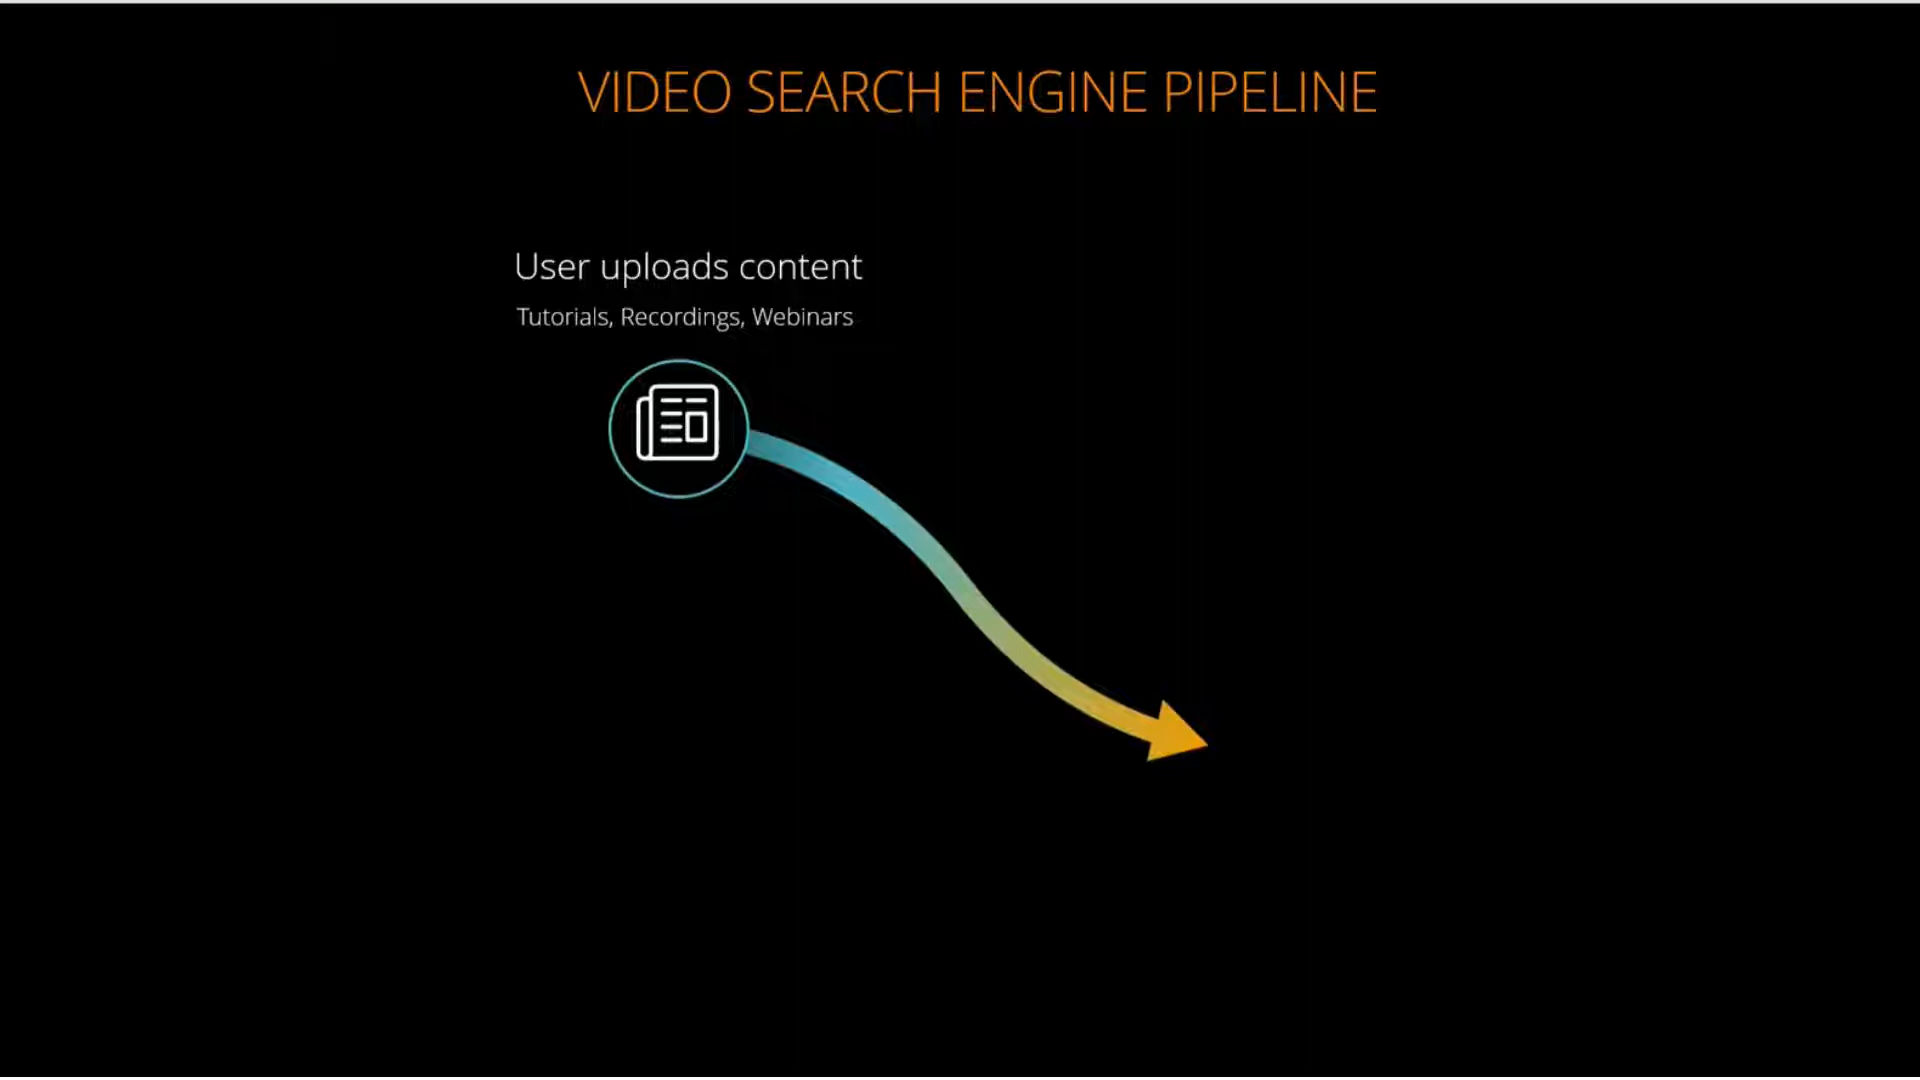 VIDEO SEARCH ENGINE PIPELINE
User uploads content
Tutorials, Recordings, Webinars